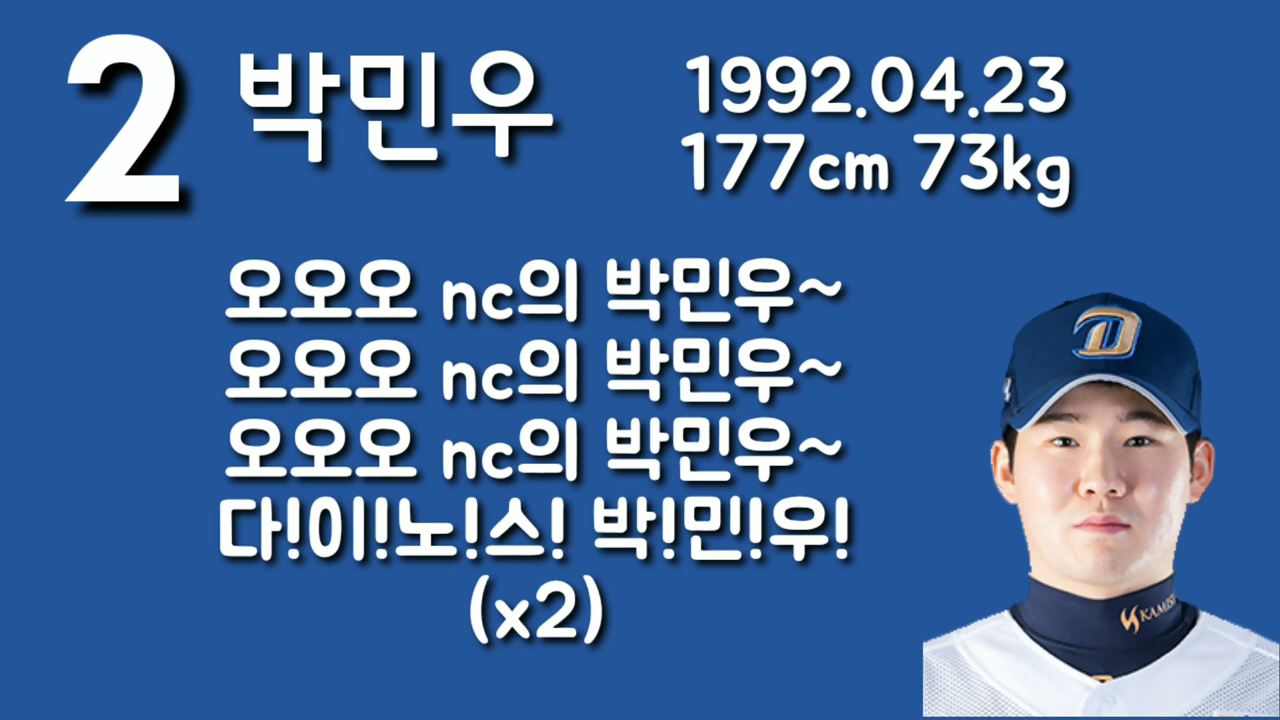 2 박민우
1992.04.23
177cm 73kg
오오오 nc의 박민우~
오오오 nc의 박민우~
오오오 nc의 박민우~
다!이!노!스! 박!민!우!
(x2)
D